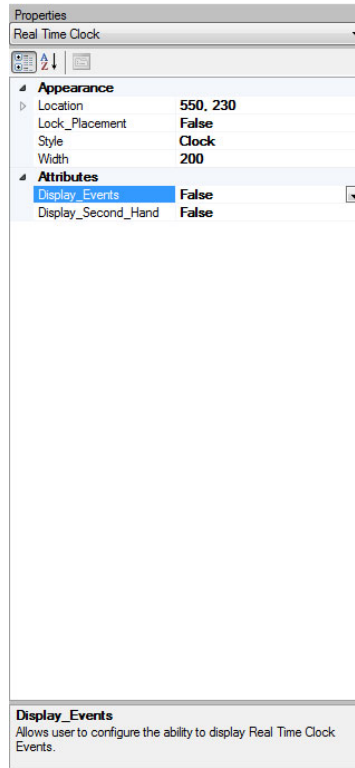 Properties
Real Time Clock
Appearance
Location 550, 230
Lock_Placement False
Style Clock
Width 200
Attributes
Display_Events False
Display_Second_Hand False
Display_Events
Allows user to configure the ability to display Real Time Clock
Events.